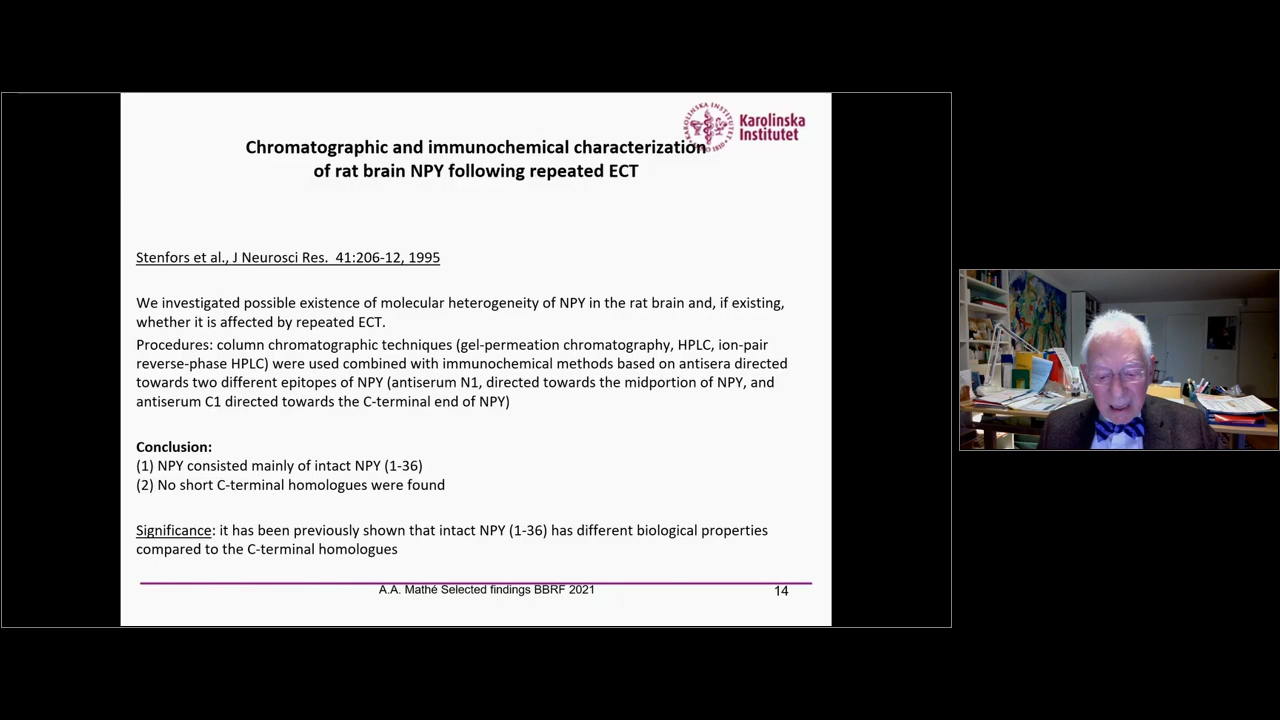 Karolinska
Institutet
KAROLINSKA INSTITUTET
ANNO 1810
Chromatographic and immunochemical characterization
of rat brain NPY following repeated ECT
Stenfors et al., J Neurosci Res. 41:206-12, 1995
We investigated possible existence of molecular heterogeneity of NPY in the rat brain and, if existing,
whether it is affected by repeated ECT.
Procedures: column chromatographic techniques (gel-permeation chromatography, HPLC, ion-pair
reverse-phase HPLC) were used combined with immunochemical methods based on antisera directed
towards two different epitopes of NPY (antiserum N1, directed towards the midportion of NPY, and
antiserum C1 directed towards the C-terminal end of NPY)
Conclusion:
(1) NPY consisted mainly of intact NPY (1-36)
(2) No short C-terminal homologues were found
Significance: it has been previously shown that intact NPY (1-36) has different biological properties
compared to the C-terminal homologues
A.A. Mathé Selected findings BBRF 2021
14